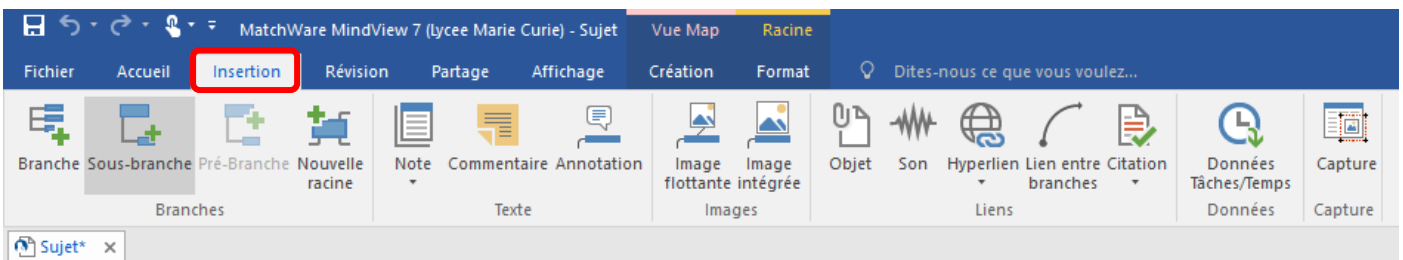 MatchWare MindView 7 (Lycee Marie Curie) - Sujet Vue Map Racine
Fichier Accueil Insertion Révision Partage Affichage Création Format Dites-nous ce que vous voulez...
Branche Sous-branche Pré-Branche Nouvelle racine Note Commentaire Annotation Image flottante Image intégrée Objet Son Hyperlien Lien entre branches Citation Données Tâches/Temps Capture
Branches Texte Images Liens Données Capture
Sujet*